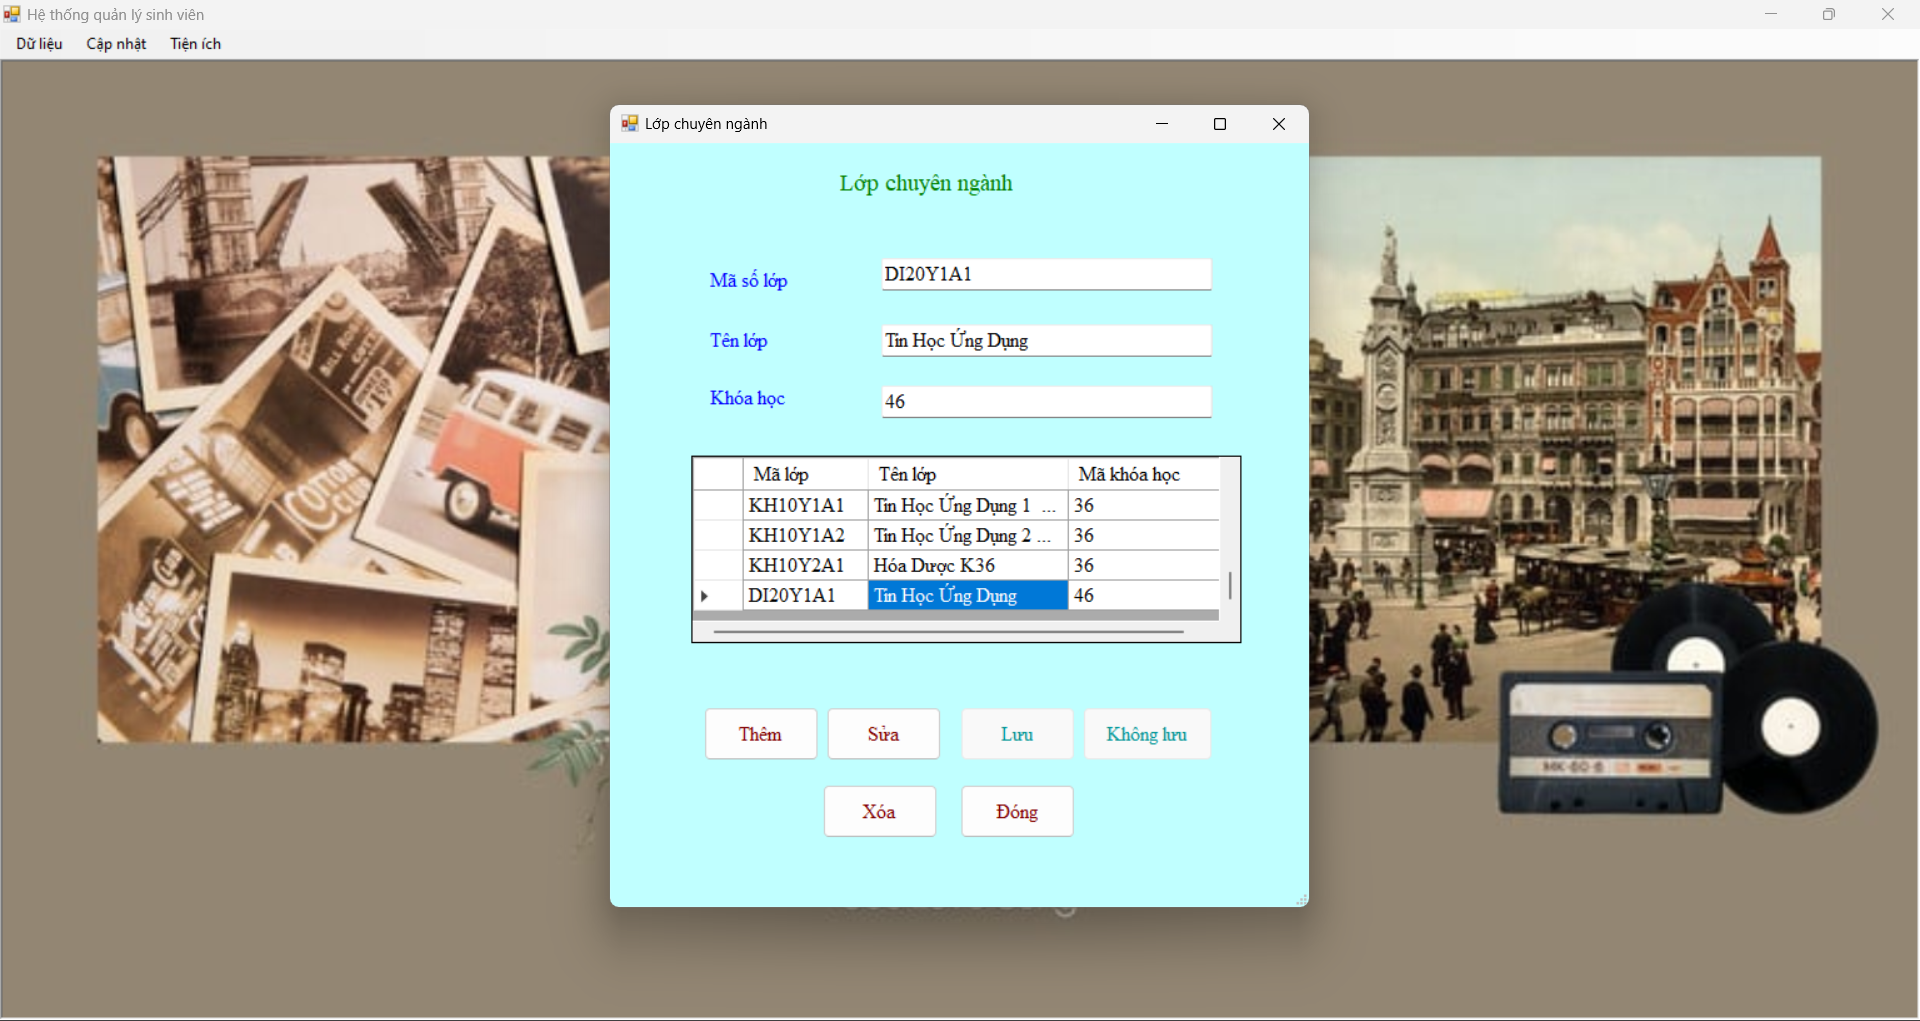 Hệ thống quản lý sinh viên
Dữ liệu Cập nhật Tiện ích
Lớp chuyên ngành
Lớp chuyên ngành
Mã số lớp DI20Y1A1
Tên lớp Tin Học Ứng Dụng
Khóa học 46
Mã lớp Tên lớp Mã khóa học
KH10Y1A1 Tin Học Ứng Dụng 1 ... 36
KH10Y1A2 Tin Học Ứng Dụng 2 ... 36
KH10Y2A1 Hóa Dược K36 36
DI20Y1A1 Tin Học Ứng Dụng 46
Thêm Sửa Lưu Không lưu
Xóa Đóng
COTTON
CLUB